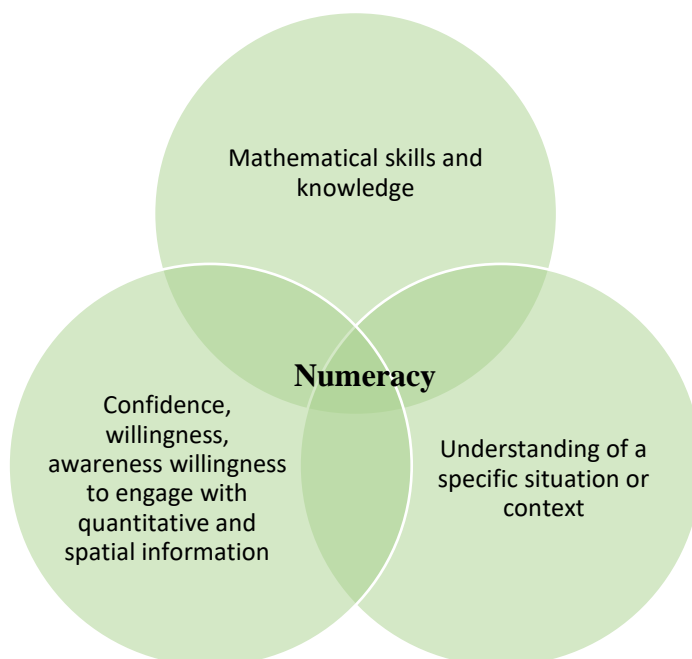 Mathematical skills and
knowledge
Numeracy
Confidence,
willingness,
awareness willingness
to engage with
quantitative and
spatial information
Understanding of a
specific situation or
context